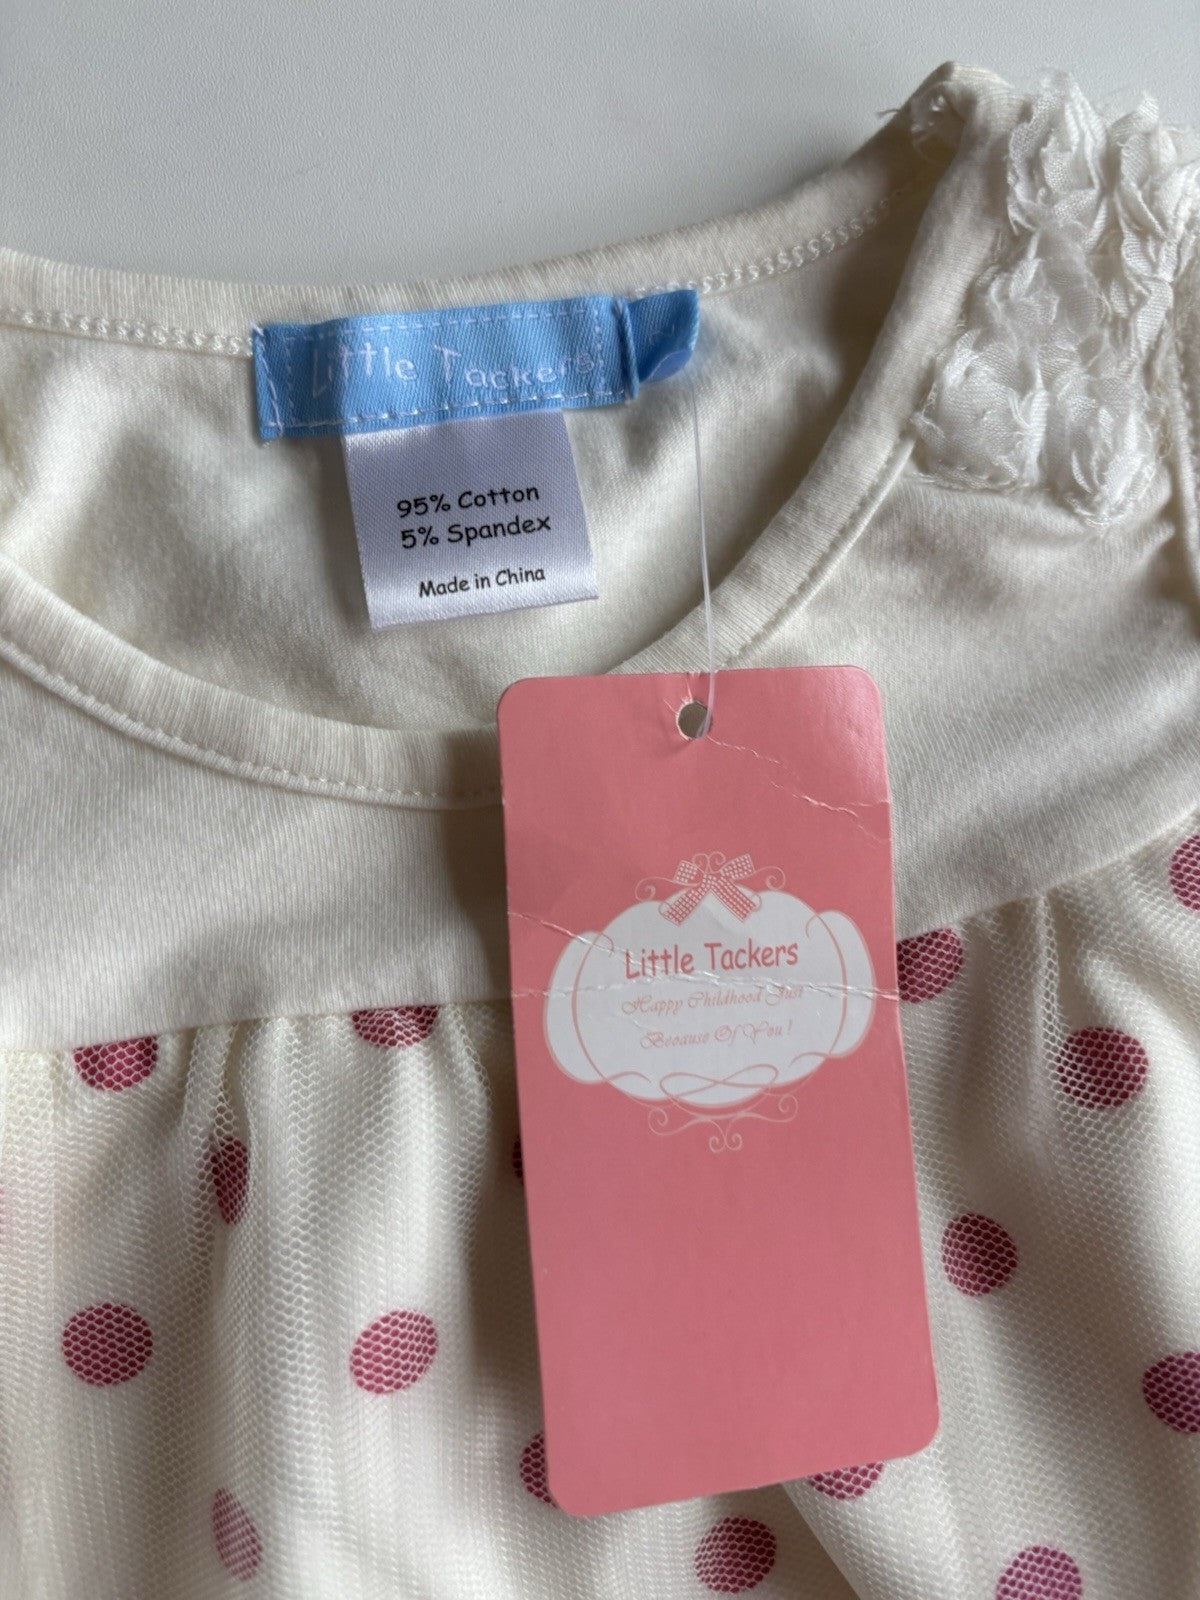 Little Tackers
95% Cotton
5% Spandex
Made in China
Little Tackers
Happy Childhood Just
Because Of You!